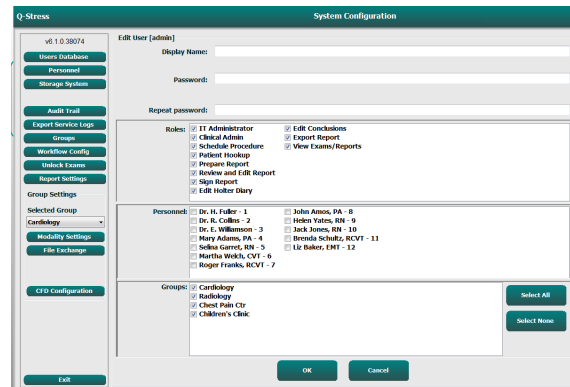 Q-Stress
System Configuration
v6.1.0.38074
Users Database
Personnel
Storage System
Audit Trail
Export Service Logs
Groups
Workflow Config
Unlock Exams
Report Settings
Group Settings
Selected Group
Cardiology
Modality Settings
File Exchange
CFD Configuration
Exit
Edit User [admin]
Display Name:
Password:
Repeat password:
Roles:
IT Administrator
Clinical Admin
Schedule Procedure
Patient Hookup
Prepare Report
Review and Edit Report
Sign Report
Edit Holter Diary
Edit Conclusions
Export Report
View Exams/Reports
Personnel:
Dr. H. Fuller - 1
Dr. R. Collins - 2
Dr. E. Williamson - 3
Mary Adams, PA - 4
Selina Garret, RN - 5
Martha Welch, CVT - 6
Roger Franks, RCVT - 7
John Amos, PA - 8
Helen Yates, RN - 9
Jack Jones, RN - 10
Brenda Schultz, RCVT - 11
Liz Baker, EMT - 12
Groups:
Cardiology
Radiology
Chest Pain Ctr
Children's Clinic
Select All
Select None
OK
Cancel